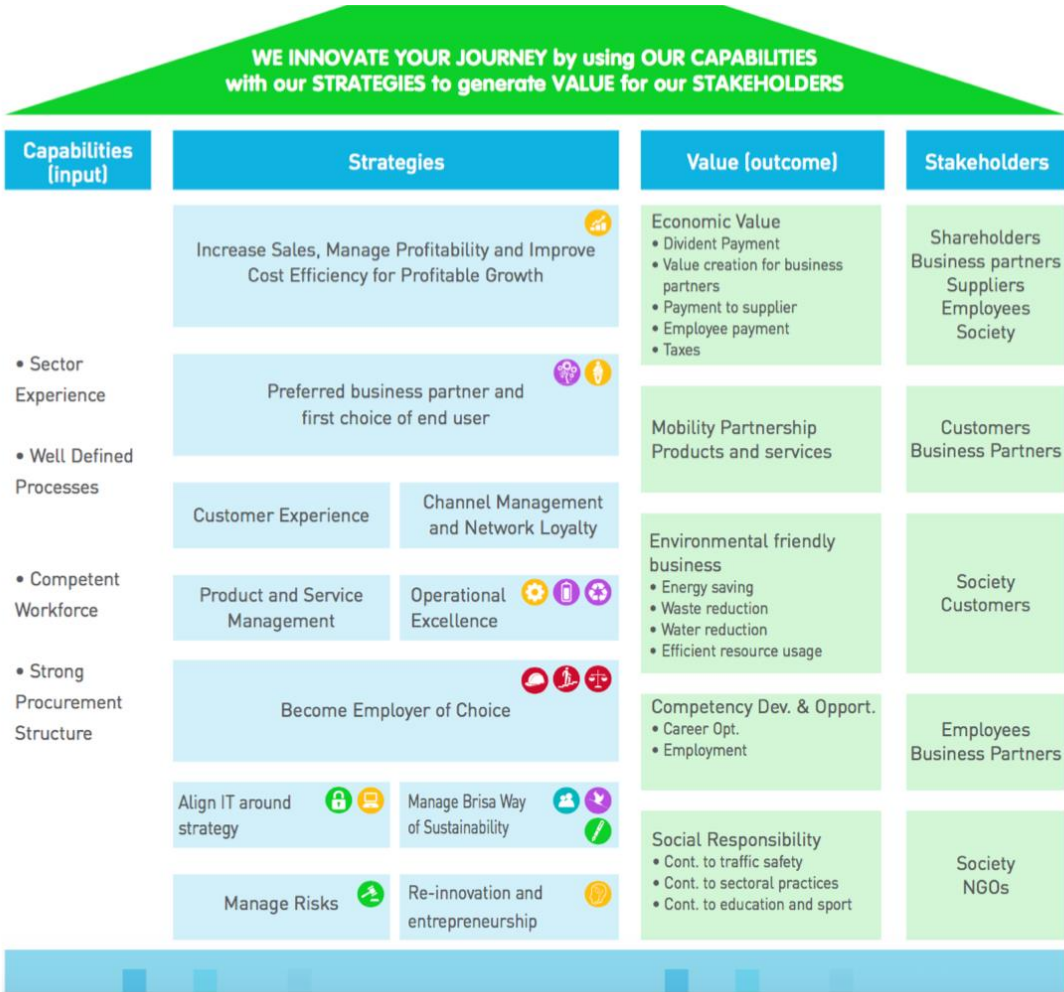 WE INNOVATE YOUR JOURNEY by using OUR CAPABILITIES
with our STRATEGIES to generate VALUE for our STAKEHOLDERS
Capabilities
(input)
Strategies
Value (outcome)
Stakeholders
• Sector
Experience
• Well Defined
Processes
• Competent
Workforce
• Strong
Procurement
Structure
Increase Sales, Manage Profitability and Improve
Cost Efficiency for Profitable Growth
Preferred business partner and
first choice of end user
Customer Experience
Channel Management
and Network Loyalty
Product and Service
Management
Operational
Excellence
Become Employer of Choice
Align IT around
strategy
Manage Brisa Way
of Sustainability
Manage Risks
Re-innovation and
entrepreneurship
Economic Value
• Divident Payment
• Value creation for business
partners
• Payment to supplier
• Employee payment
• Taxes
Mobility Partnership
Products and services
Environmental friendly
business
• Energy saving
• Waste reduction
• Water reduction
• Efficient resource usage
Competency Dev. & Opport.
• Career Opt.
• Employment
Social Responsibility
• Cont. to traffic safety
• Cont. to sectoral practices
• Cont. to education and sport
Shareholders
Business partners
Suppliers
Employees
Society
Customers
Business Partners
Society
Customers
Employees
Business Partners
Society
NGOs